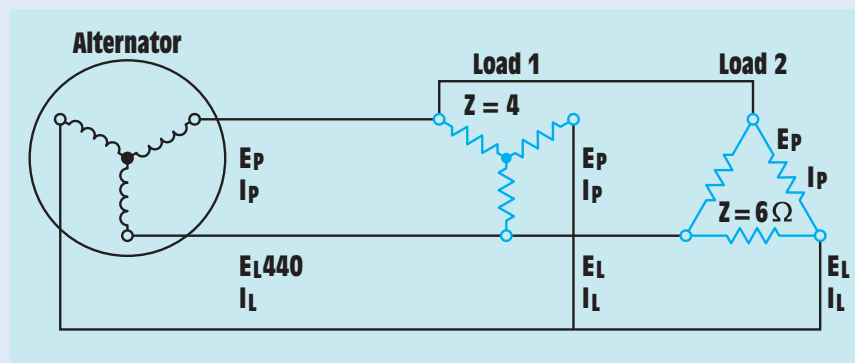 Alternator
Load 1
Load 2
Z = 4
EP
IP
EP
IP
EP
IP
Z = 6 Ω
EL440
IL
EL
IL
EL
IL